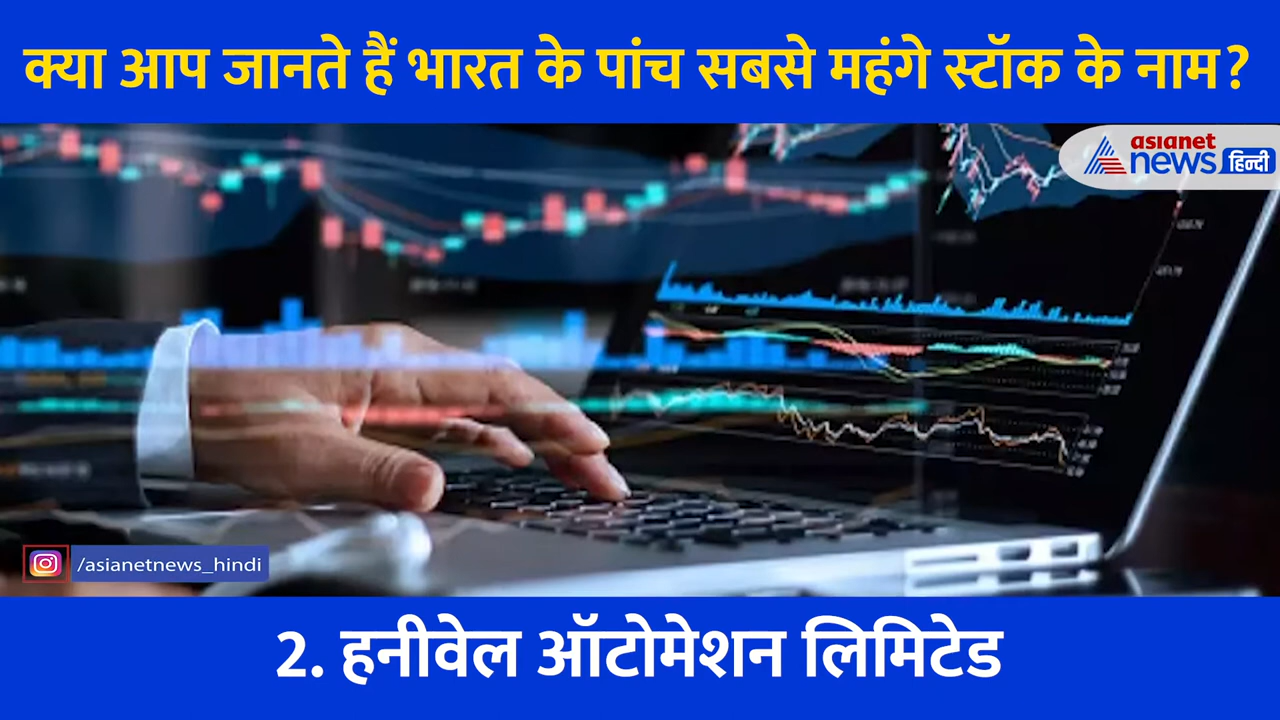 क्या आप जानते हैं भारत के पांच सबसे महंगे स्टॉक के नाम?
asianet
news हिन्दी
/asianetnews_hindi
2. हनीवेल ऑटोमेशन लिमिटेड